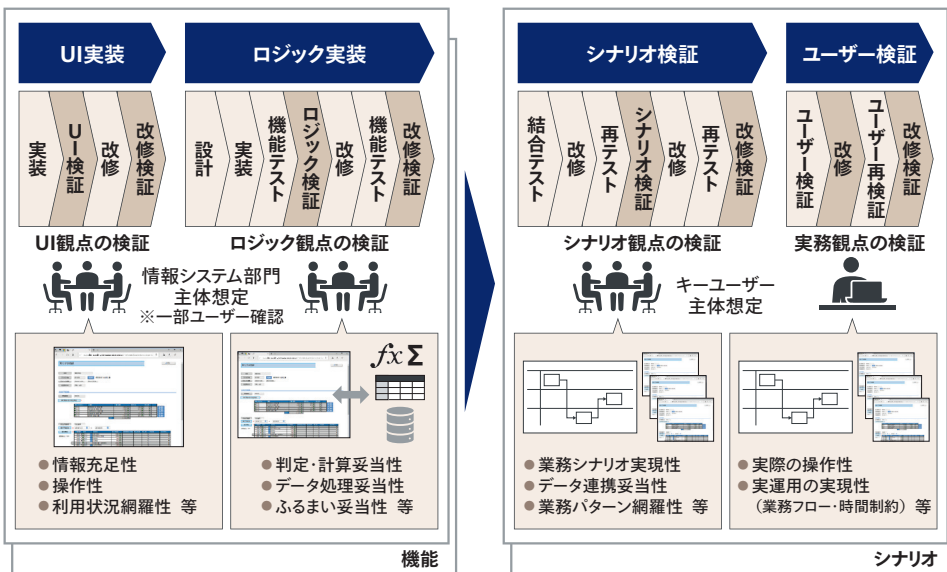 UI実装
ロジック実装
シナリオ検証
ユーザー検証
実装
UI検証
改修
改修検証
設計
実装
機能テスト
ロジック検証
改修
機能テスト
改修検証
結合テスト
改修
再テスト
シナリオ検証
改修
再テスト
改修検証
ユーザー検証
改修
ユーザー再検証
改修検証
UI観点の検証
ロジック観点の検証
シナリオ観点の検証
実務観点の検証
情報システム部門
主体想定
※一部ユーザー確認
キーユーザー
主体想定
fx Σ
●情報充足性
●操作性
●利用状況網羅性 等
●判定・計算妥当性
●データ処理妥当性
●ふるまい妥当性 等
●業務シナリオ実現性
●データ連携妥当性
●業務パターン網羅性 等
●実際の操作性
●実運用の実現性
（業務フロー・時間制約）等
機能
シナリオ